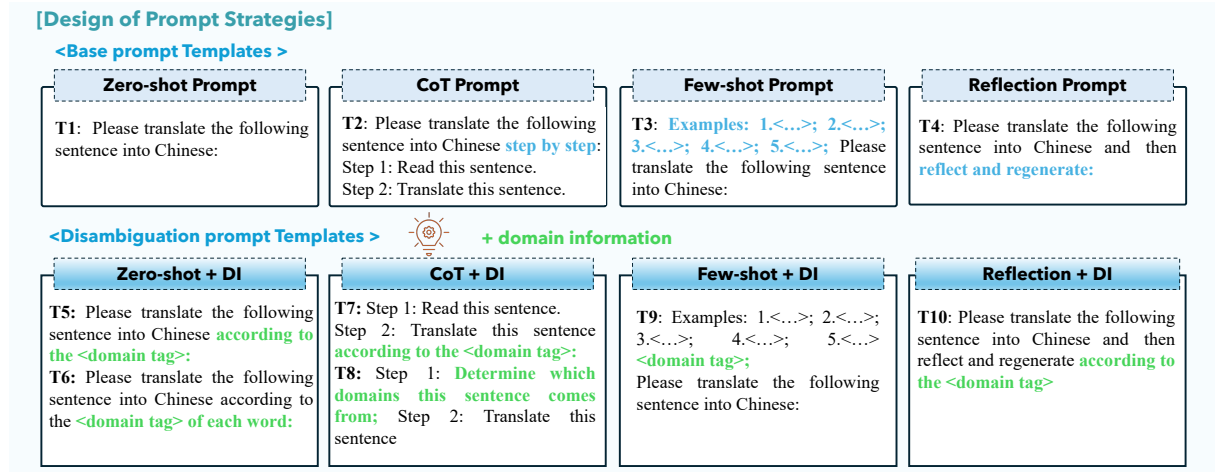 [Design of Prompt Strategies]
<Base prompt Templates >
Zero-shot Prompt
T1: Please translate the following
sentence into Chinese:
CoT Prompt
T2: Please translate the following
sentence into Chinese step by step:
Step 1: Read this sentence.
Step 2: Translate this sentence.
Few-shot Prompt
T3: Examples: 1.<...>; 2.<...>;
3.<...>; 4.<...>; 5.<...>; Please
translate the following sentence
into Chinese:
Reflection Prompt
T4: Please translate the following
sentence into Chinese and then
reflect and regenerate:
<Disambiguation prompt Templates >
+ domain information
Zero-shot + DI
T5: Please translate the following
sentence into Chinese according to
the <domain tag>:
T6: Please translate the following
sentence into Chinese according to
the <domain tag> of each word:
CoT + DI
T7: Step 1: Read this sentence.
Step 2: Translate this sentence
according to the <domain tag>:
T8: Step 1: Determine which
domains this sentence comes
from; Step 2: Translate this
sentence
Few-shot + DI
T9: Examples: 1.<...>; 2.<...>;
3.<...>; 4.<...>; 5.<...>
<domain tag>;
Please translate the following
sentence into Chinese:
Reflection + DI
T10: Please translate the following
sentence into Chinese and then
reflect and regenerate according to
the <domain tag>